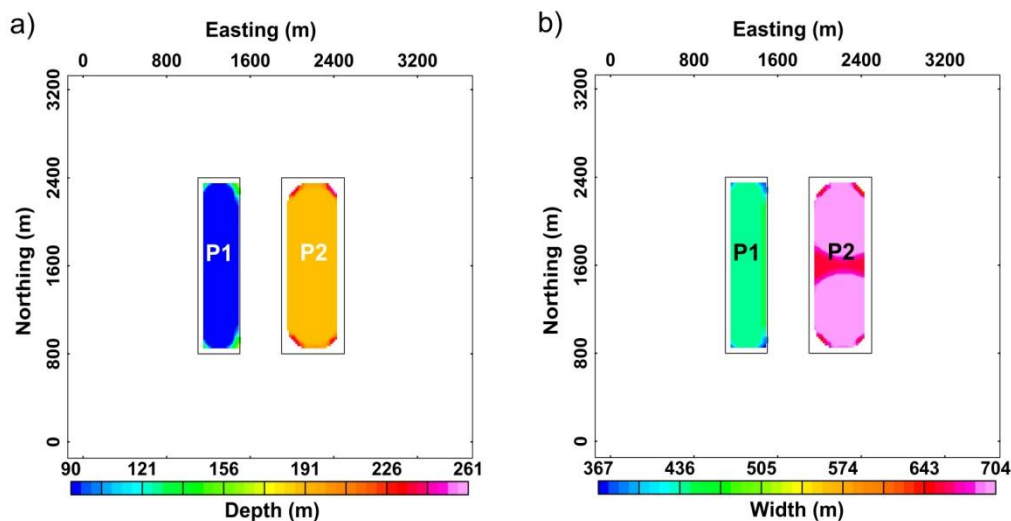 a)
Easting (m)
0 800 1600 2400 3200
Northing (m)
3200
2400
1600
800
0
P1 P2
90 121 156 191 226 261
Depth (m)
b)
Easting (m)
0 800 1600 2400 3200
Northing (m)
3200
2400
1600
800
0
P1 P2
367 436 505 574 643 704
Width (m)